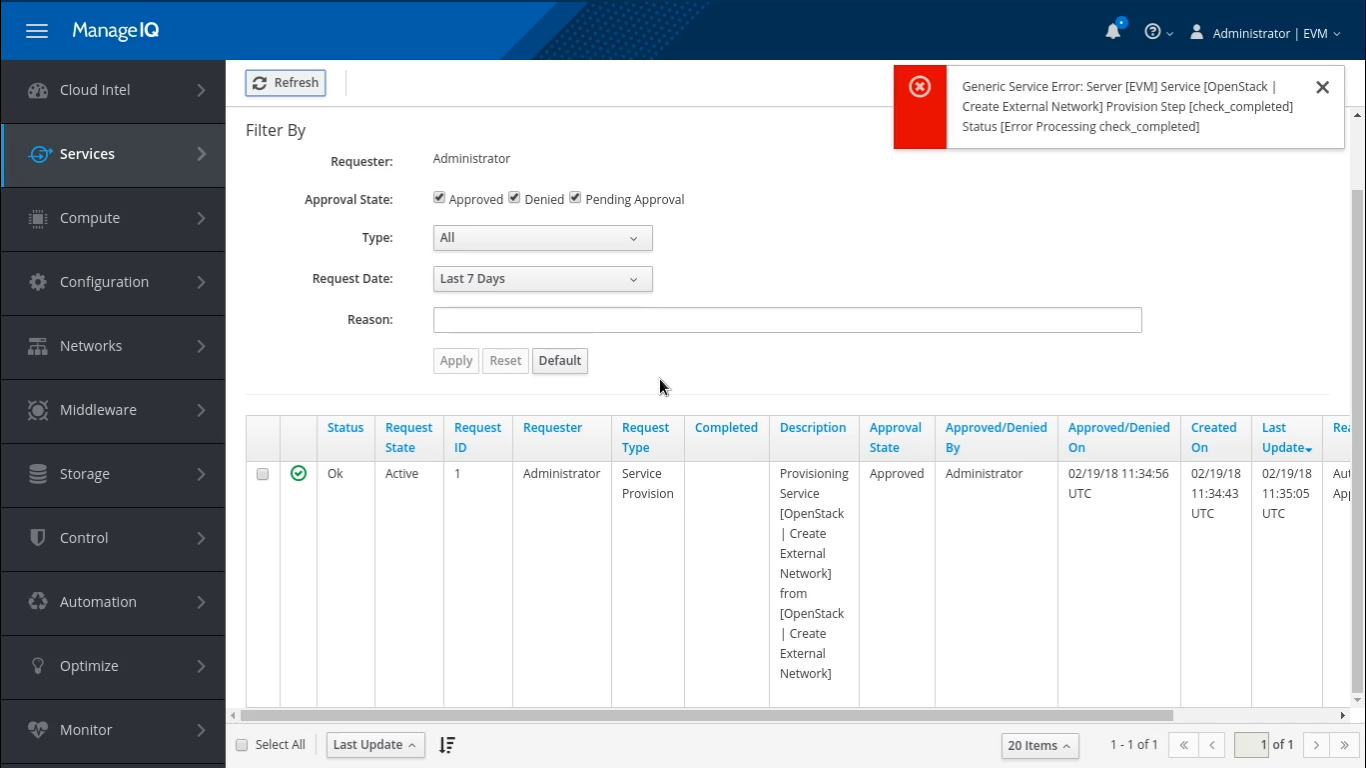 ManageIQ
Administrator | EVM
Cloud Intel
Services
Compute
Configuration
Networks
Middleware
Storage
Control
Automation
Optimize
Monitor
Refresh
Generic Service Error: Server [EVM] Service [OpenStack |
Create External Network] Provision Step [check_completed]
Status [Error Processing check_completed]
Filter By
Requester: Administrator
Approval State: Approved Denied Pending Approval
Type: All
Request Date: Last 7 Days
Reason:
Apply Reset Default
Status Request Request Requester Request Completed Description Approval Approved/Denied Approved/Denied Created Last Rea
State ID Type State By On On Update
Ok Active 1 Administrator Service Provisioning Approved Administrator 02/19/18 11:34:56 02/19/18 02/19/18 Aut
Provision Service UTC 11:34:43 11:35:05 App
[OpenStack UTC UTC
| Create
External
Network]
from
[OpenStack
| Create
External
Network]
Select All Last Update 20 Items 1 - 1 of 1 « < 1 of 1 > »